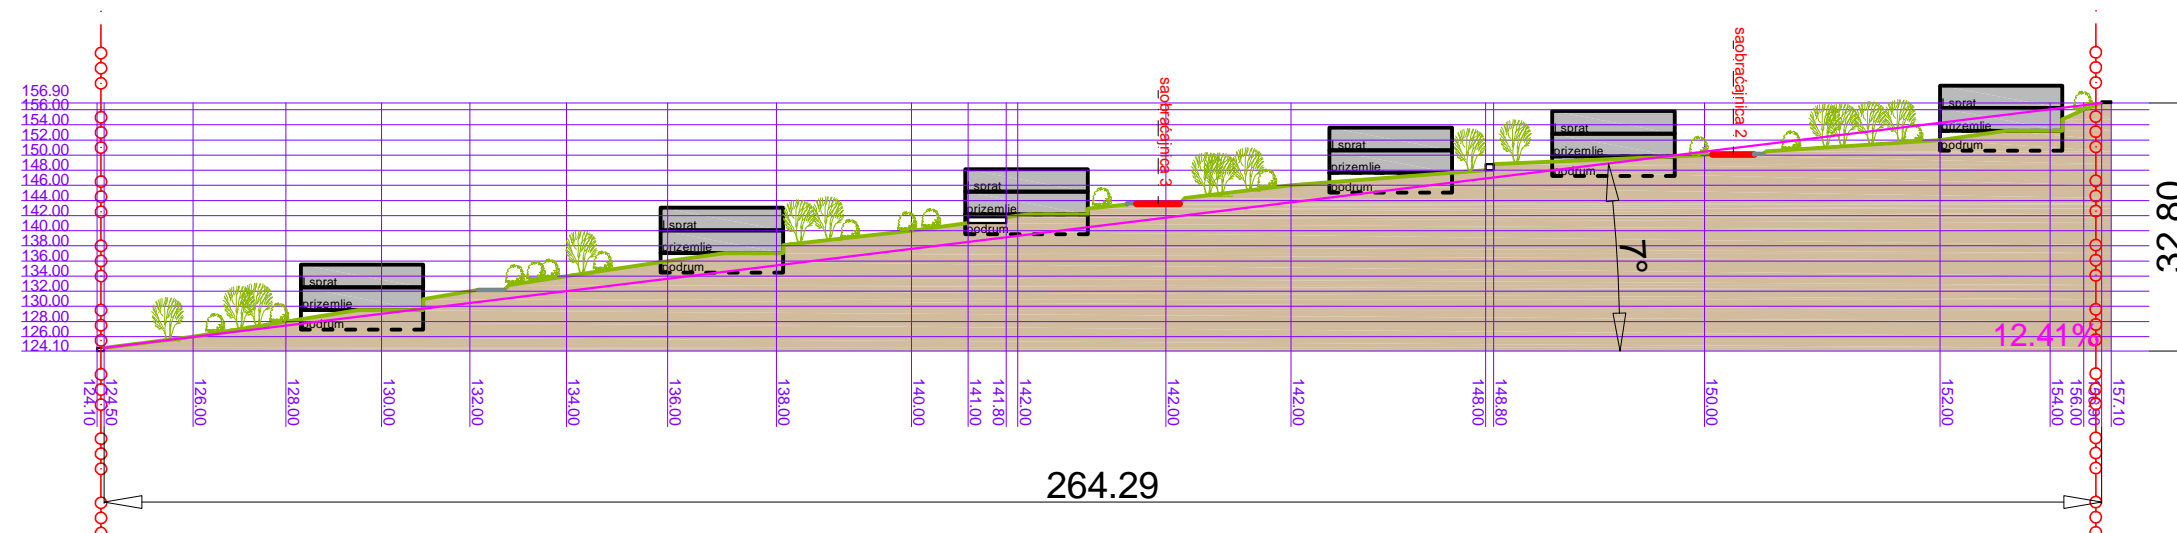 156.90
156.00
154.00
152.00
150.00
148.00
146.00
144.00
142.00
140.00
138.00
136.00
134.00
132.00
130.00
128.00
126.00
124.10
I sprat
prizemlje
podrum
I sprat
prizemlje
podrum
I sprat
prizemlje
podrum
saobraćajnica 3
I sprat
prizemlje
podrum
I sprat
prizemlje
podrum
saobraćajnica 2
I sprat
prizemlje
podrum
7°
12.41%
32.80
124.10
124.50
126.00
128.00
130.00
132.00
134.00
136.00
138.00
140.00
141.00
141.80
142.00
142.00
142.00
148.00
148.80
150.00
152.00
154.00
156.00
156.90
157.10
264.29